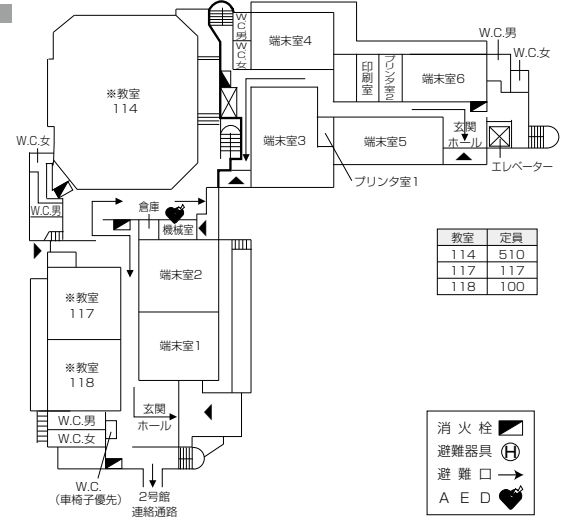 W.C.男
W.C.女
端末室4
W.C.男
W.C.女
印刷室
プリンタ室2
端末室6
※教室
114
端末室3
端末室5
玄関
ホール
エレベーター
プリンタ室1
W.C.女
W.C.男
倉庫
機械室
教室 定員
114 510
117 117
118 100
端末室2
※教室
117
端末室1
※教室
118
玄関
ホール
W.C.男
W.C.女
W.C.
(車椅子優先)
2号館
連絡通路
消火栓
避難器具 H
避難口
AED